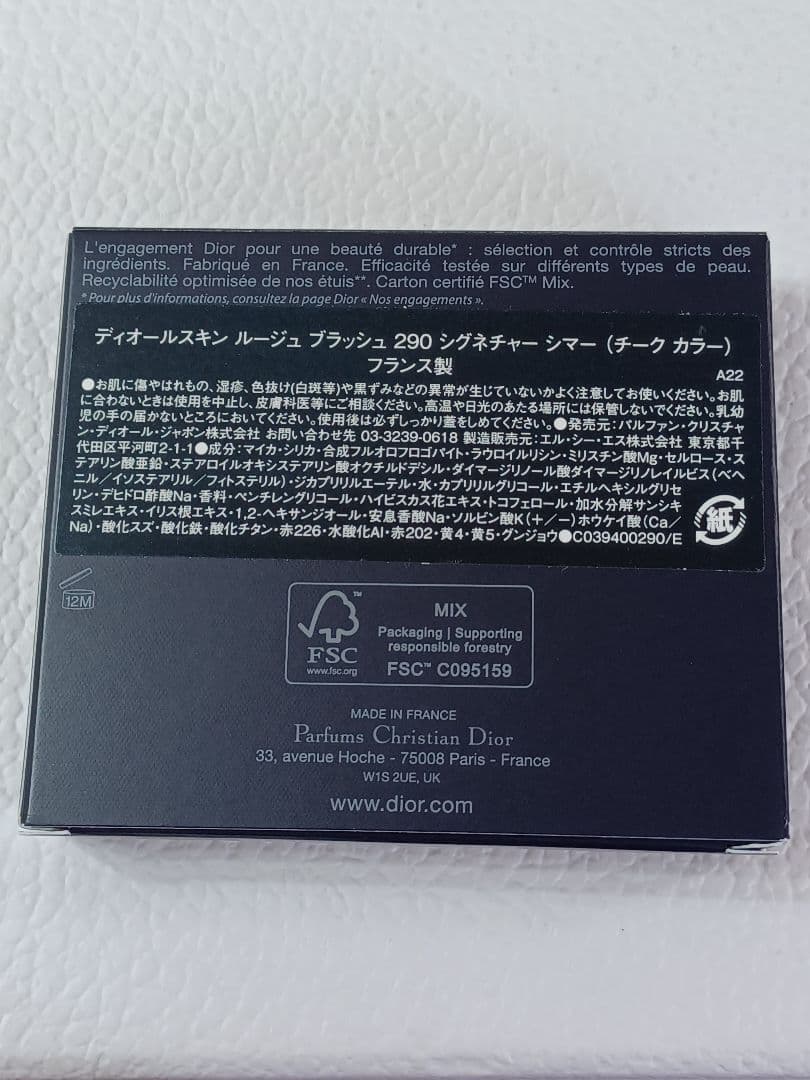 L'engagement Dior pour une beauté durable* : sélection et contrôle stricts des
ingrédients. Fabriqué en France. Efficacité testée sur différents types de peau.
Recyclabilité optimisée de nos étuis**. Carton certifié FSC™ Mix.
*Pour plus d'informations, consultez la page Dior « Nos engagements ».
ディオールスキン ルージュ ブラッシュ 290 シグネチャー シマー（チーク カラー）
フランス製
A22
●お肌に傷やはれもの、湿疹、色抜け(白斑等)や黒ずみなどの異常が生じていないかよく注意してお使いください。お肌
に合わないときは使用を中止し、皮膚科医等にご相談ください。高温や日光のあたる場所には保管しないでください。乳幼
児の手の届かないところにおいてください。使用後は必ずしっかり蓋をしめてください。●発売元：パルファン・クリスチャ
ン・ディオール・ジャポン株式会社 お問い合わせ先 03-3239-0618 製造販売元：エル・シー・エス株式会社 東京都千
代田区平河町2-1-1●成分：マイカ・シリカ・合成フルオロフロゴパイト・ラウロイルリシン・ミリスチン酸Mg・セルロース・ス
テアリン酸亜鉛・ステアロイルオキシステアリン酸オクチルドデシル・ダイマージリノール酸ダイマージリノレイルビス(ベヘ
ニル／イソステアリル／フィトステリル)・ジカプリリルエーテル・水・カプリリルグリコール・エチルヘキシルグリセ
リン・デヒドロ酢酸Na・香料・ペンチレングリコール・ハイビスカス花エキス・トコフェロール・加水分解サンシキ
スミレエキス・イリス根エキス・1,2-ヘキサンジオール・安息香酸Na・ソルビン酸K(＋／−)ホウケイ酸(Ca／
Na)・酸化スズ・酸化鉄・酸化チタン・赤226・水酸化Al・赤202・黄4・黄5・グンジョウ●C039400290/E
紙
12M
FSC™
www.fsc.org
MIX
Packaging | Supporting
responsible forestry
FSC™ C095159
MADE IN FRANCE
Parfums Christian Dior
33, avenue Hoche - 75008 Paris - France
W1S 2UE, UK
www.dior.com